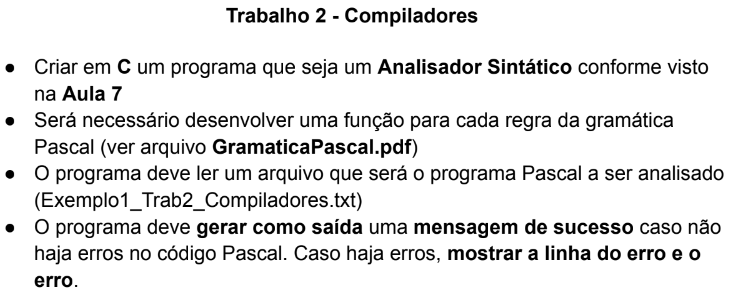 Trabalho 2 - Compiladores
● Criar em C um programa que seja um Analisador Sintático conforme visto
na Aula 7
● Será necessário desenvolver uma função para cada regra da gramática
Pascal (ver arquivo GramaticaPascal.pdf)
● O programa deve ler um arquivo que será o programa Pascal a ser analisado
(Exemplo1_Trab2_Compiladores.txt)
● O programa deve gerar como saída uma mensagem de sucesso caso não
haja erros no código Pascal. Caso haja erros, mostrar a linha do erro e o
erro.